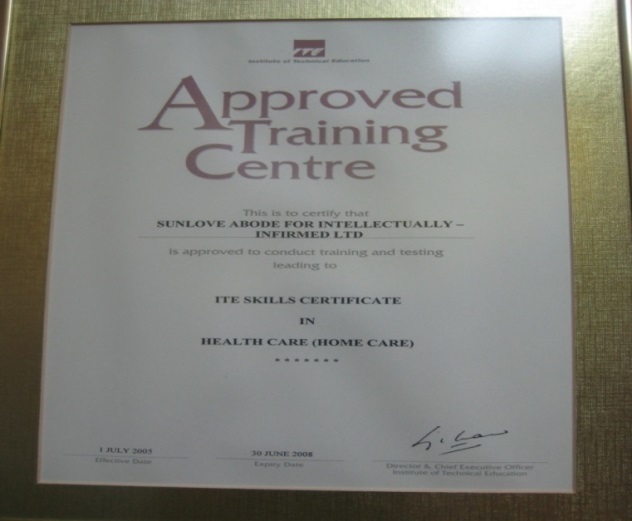 ITE
Institute of Technical Education
Approved
Training
Centre
This is to certify that
SUNLOVE ABODE FOR INTELLECTUALLY –
INFIRMED LTD
is approved to conduct training and testing
leading to
ITE SKILLS CERTIFICATE
IN
HEALTH CARE (HOME CARE)
*******
1 JULY 2005
Effective Date
30 JUNE 2008
Expiry Date
Director & Chief Executive Officer
Institute of Technical Education